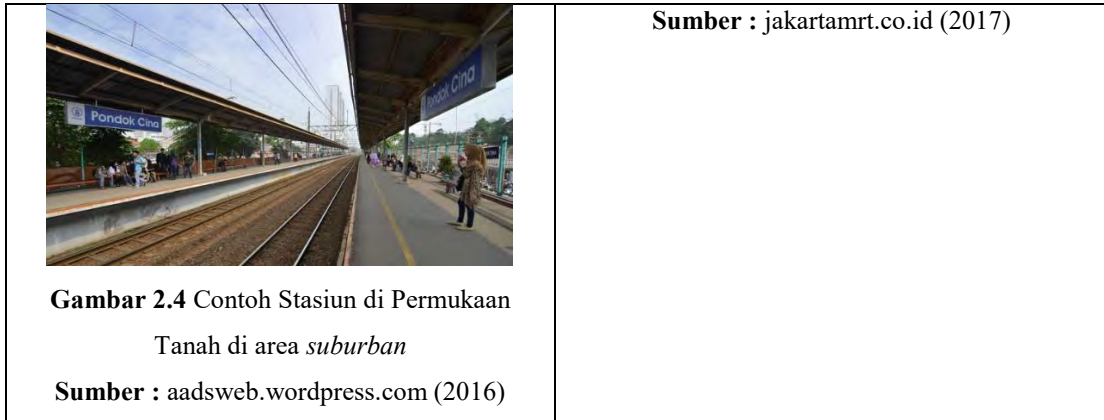 Pondok Cina
Pondok Cina
Gambar 2.4 Contoh Stasiun di Permukaan
Tanah di area suburban
Sumber : aadsweb.wordpress.com (2016)
Sumber : jakartamrt.co.id (2017)